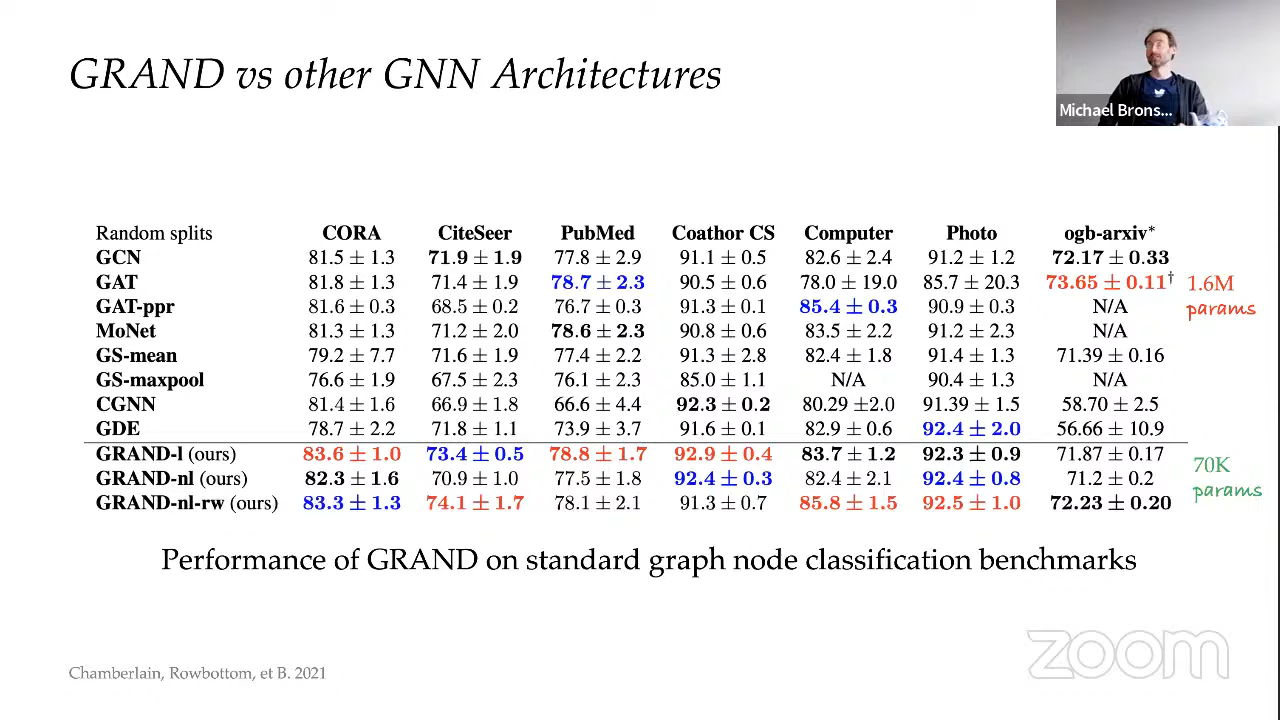 GRAND vs other GNN Architectures
Michael Brons...
Random splits CORA CiteSeer PubMed Coathor CS Computer Photo ogb-arxiv*
GCN 81.5 ± 1.3 71.9 ± 1.9 77.8 ± 2.9 91.1 ± 0.5 82.6 ± 2.4 91.2 ± 1.2 72.17 ± 0.33
GAT 81.8 ± 1.3 71.4 ± 1.9 78.7 ± 2.3 90.5 ± 0.6 78.0 ± 19.0 85.7 ± 20.3 73.65 ± 0.11† 1.6M
GAT-ppr 81.6 ± 0.3 68.5 ± 0.2 76.7 ± 0.3 91.3 ± 0.1 85.4 ± 0.3 90.9 ± 0.3 N/A params
MoNet 81.3 ± 1.3 71.2 ± 2.0 78.6 ± 2.3 90.8 ± 0.6 83.5 ± 2.2 91.2 ± 2.3 N/A
GS-mean 79.2 ± 7.7 71.6 ± 1.9 77.4 ± 2.2 91.3 ± 2.8 82.4 ± 1.8 91.4 ± 1.3 71.39 ± 0.16
GS-maxpool 76.6 ± 1.9 67.5 ± 2.3 76.1 ± 2.3 85.0 ± 1.1 N/A 90.4 ± 1.3 N/A
CGNN 81.4 ± 1.6 66.9 ± 1.8 66.6 ± 4.4 92.3 ± 0.2 80.29 ±2.0 91.39 ± 1.5 58.70 ± 2.5
GDE 78.7 ± 2.2 71.8 ± 1.1 73.9 ± 3.7 91.6 ± 0.1 82.9 ± 0.6 92.4 ± 2.0 56.66 ± 10.9
GRAND-l (ours) 83.6 ± 1.0 73.4 ± 0.5 78.8 ± 1.7 92.9 ± 0.4 83.7 ± 1.2 92.3 ± 0.9 71.87 ± 0.17 70K
GRAND-nl (ours) 82.3 ± 1.6 70.9 ± 1.0 77.5 ± 1.8 92.4 ± 0.3 82.4 ± 2.1 92.4 ± 0.8 71.2 ± 0.2 params
GRAND-nl-rw (ours) 83.3 ± 1.3 74.1 ± 1.7 78.1 ± 2.1 91.3 ± 0.7 85.8 ± 1.5 92.5 ± 1.0 72.23 ± 0.20
Performance of GRAND on standard graph node classification benchmarks
zoom
Chamberlain, Rowbottom, et B. 2021